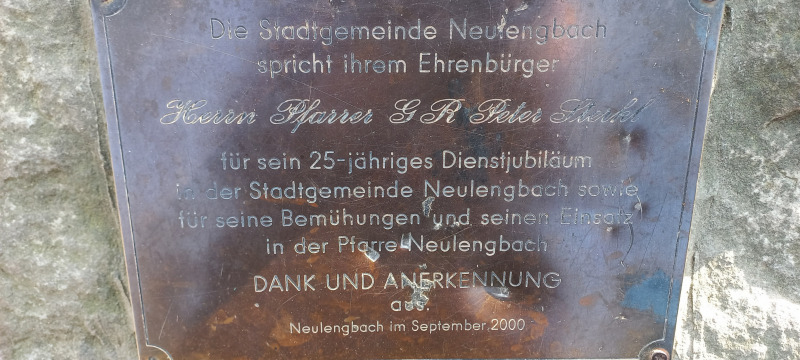 Die Stadtgemeinde Neulengbach
spricht ihrem Ehrenbürger
Herrn Pfarrer G R Peter
für sein 25-jähriges Dienstjubiläum
in der Stadtgemeinde Neulengbach sowie
für seine Bemühungen und seinen Einsatz
in der Pfarre Neulengbach
DANK UND ANERKENNUNG
aus.
Neulengbach im September 2000